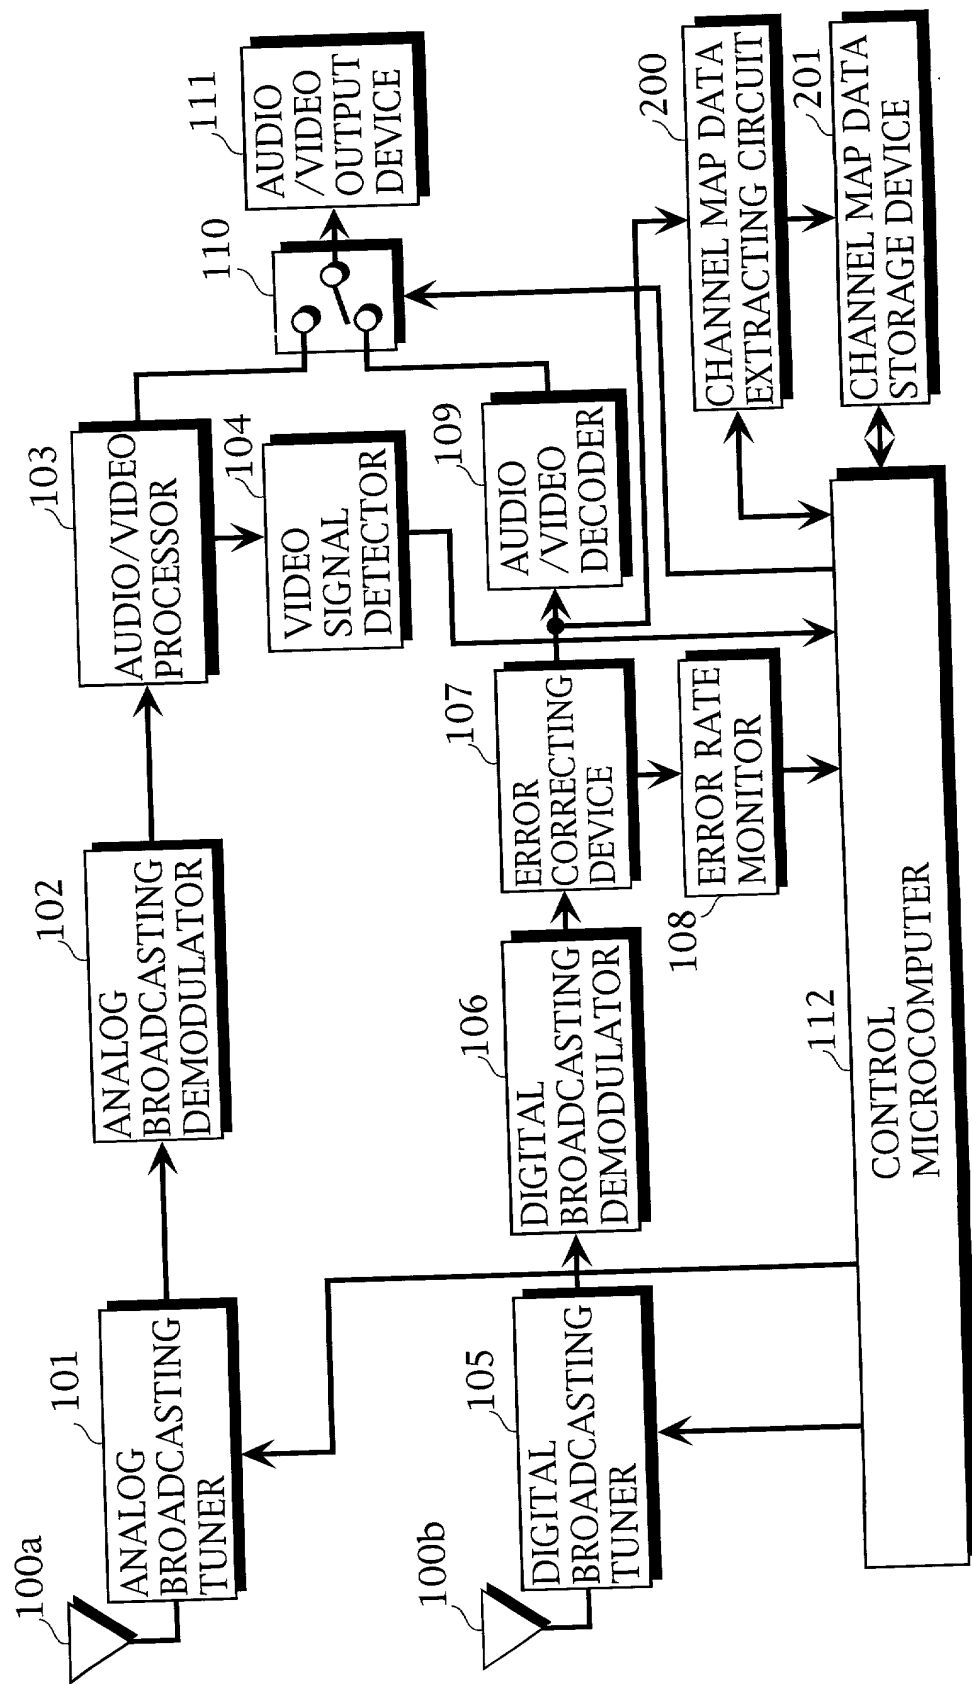 100a
101
ANALOG
BROADCASTING
TUNER
102
ANALOG
BROADCASTING
DEMODULATOR
103
AUDIO/VIDEO
PROCESSOR
104
VIDEO
SIGNAL
DETECTOR
110
111
AUDIO
/VIDEO
OUTPUT
DEVICE
100b
105
DIGITAL
BROADCASTING
TUNER
106
DIGITAL
BROADCASTING
DEMODULATOR
107
ERROR
CORRECTING
DEVICE
109
AUDIO
/VIDEO
DECODER
108
ERROR RATE
MONITOR
200
CHANNEL MAP DATA
EXTRACTING CIRCUIT
201
CHANNEL MAP DATA
STORAGE DEVICE
112
CONTROL
MICROCOMPUTER